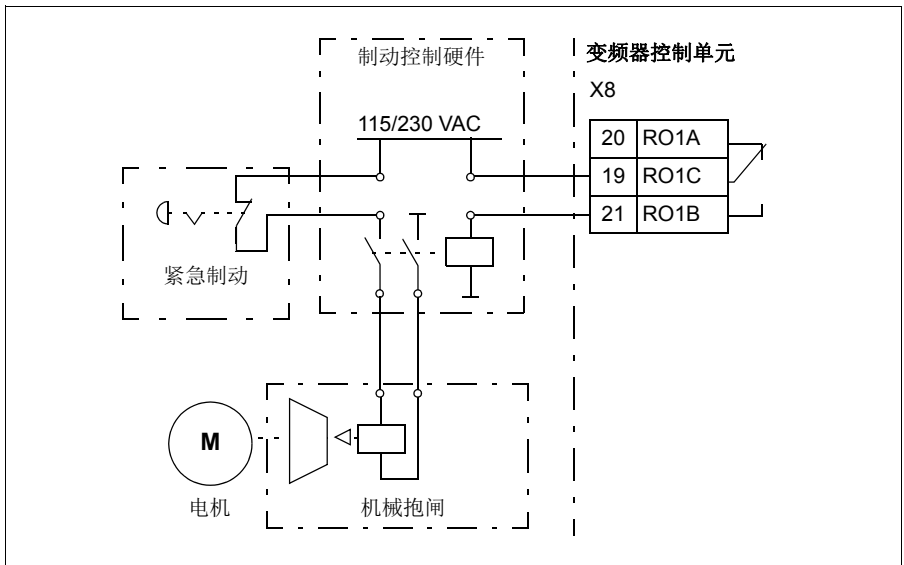 制动控制硬件
变频器控制单元
X8
115/230 VAC
20 RO1A
19 RO1C
21 RO1B
紧急制动
M
电机
机械抱闸